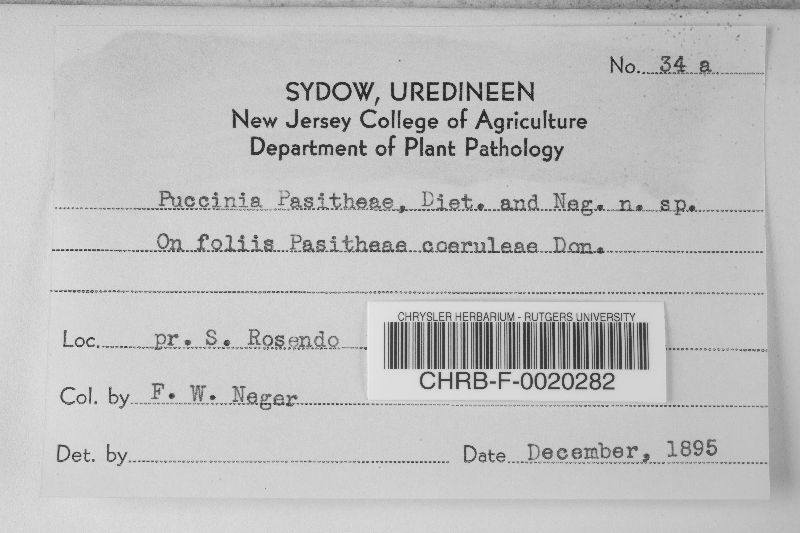 No. 34 a
SYDOW, UREDINEEN
New Jersey College of Agriculture
Department of Plant Pathology
Puccinia Pasitheae, Diet. and Neg. n. sp.
On foliis Pasitheae coeruleae Don.
Loc. pr. S. Rosendo
CHRYSLER HERBARIUM - RUTGERS UNIVERSITY
CHRB-F-0020282
Col. by F. W. Neger
Det. by
Date December, 1895